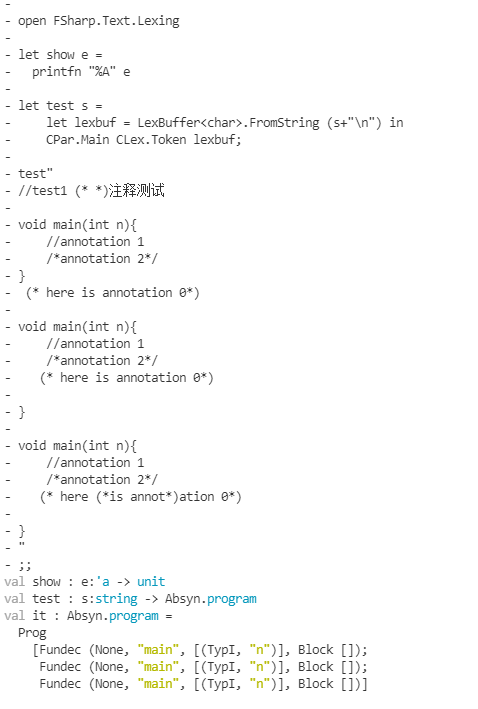 -
- open FSharp.Text.Lexing
-
- let show e =
-   printfn "%A" e
-
- let test s =
-     let lexbuf = LexBuffer<char>.FromString (s+"\n") in
-     CPar.Main CLex.Token lexbuf;
-
- test"
- //test1 (* *)注释测试
-
- void main(int n){
-     //annotation 1
-     /*annotation 2*/
- }
-  (* here is annotation 0*)
-
- void main(int n){
-     //annotation 1
-     /*annotation 2*/
-    (* here is annotation 0*)
-
- }
-
- void main(int n){
-     //annotation 1
-     /*annotation 2*/
-    (* here (*is annot*)ation 0*)
-
- }
- "
- ;;
val show : e:'a -> unit
val test : s:string -> Absyn.program
val it : Absyn.program =
  Prog
    [Fundec (None, "main", [(TypI, "n")], Block []);
     Fundec (None, "main", [(TypI, "n")], Block []);
     Fundec (None, "main", [(TypI, "n")], Block [])]